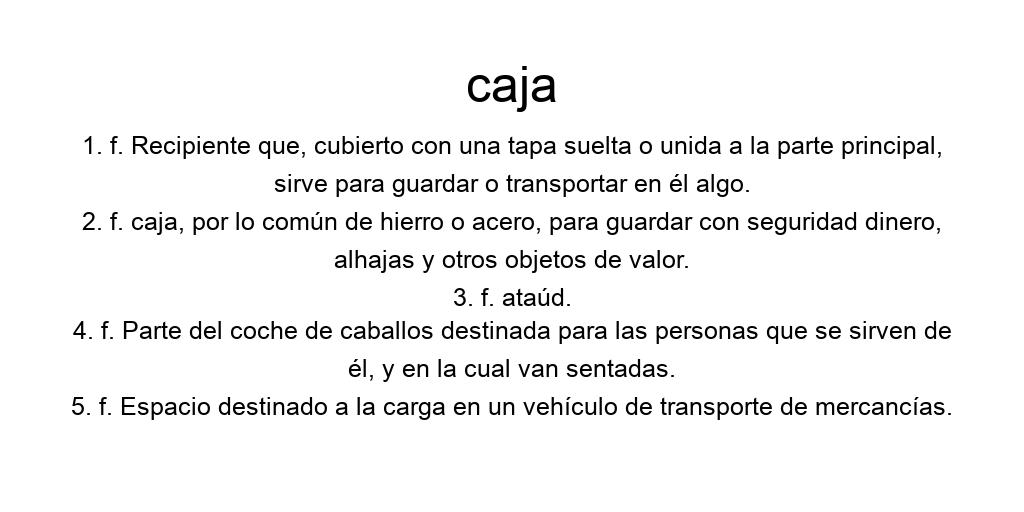 caja
1. f. Recipiente que, cubierto con una tapa suelta o unida a la parte principal,
sirve para guardar o transportar en él algo.
2. f. caja, por lo común de hierro o acero, para guardar con seguridad dinero,
alhajas y otros objetos de valor.
3. f. ataúd.
4. f. Parte del coche de caballos destinada para las personas que se sirven de
él, y en la cual van sentadas.
5. f. Espacio destinado a la carga en un vehículo de transporte de mercancías.